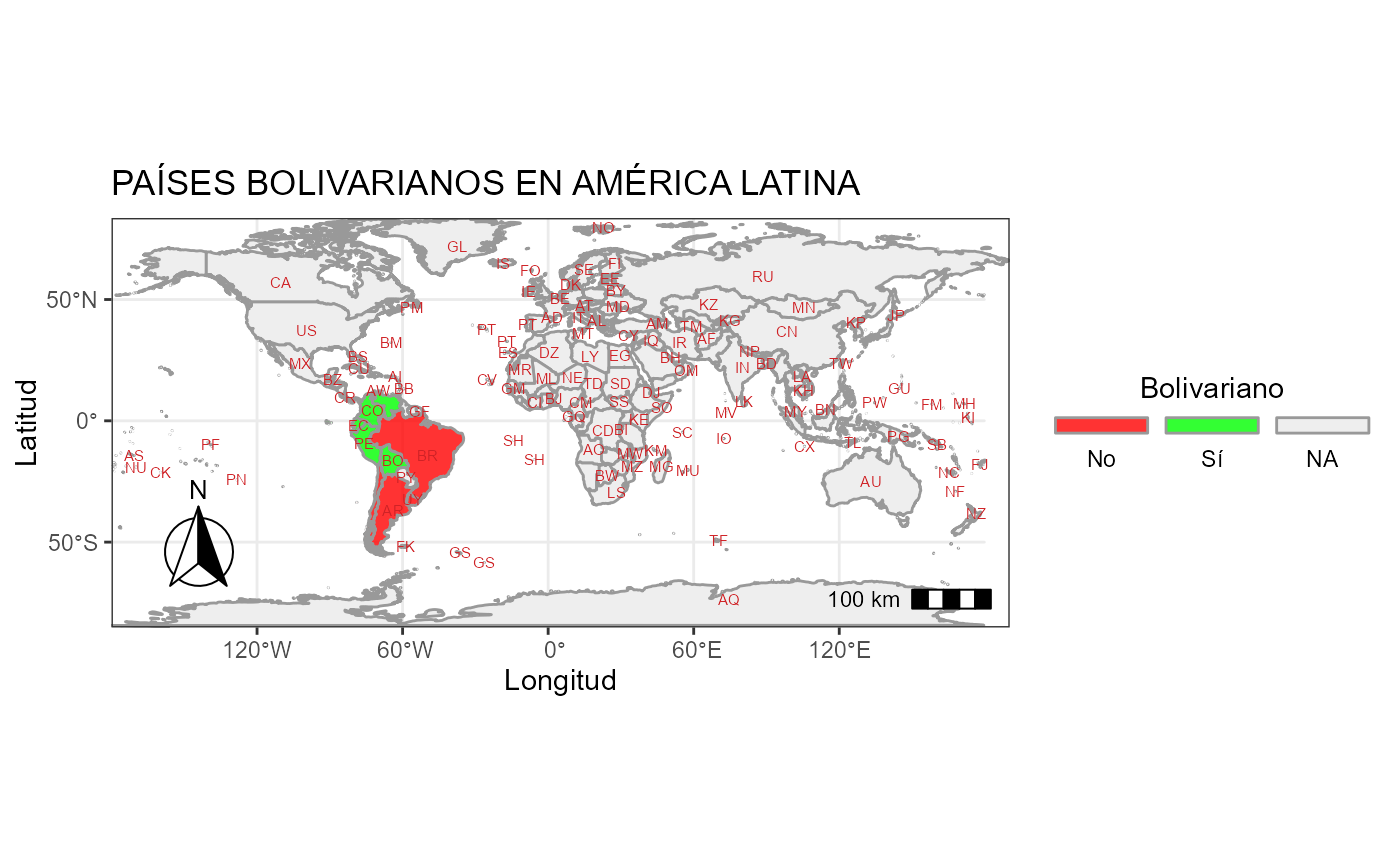 PAÍSES BOLIVARIANOS EN AMÉRICA LATINA
NO
GL
IS
FO
SE
FI
RU
CA
IE
DK
EE
BY
BE
PM
AT
MD
KZ
MN
US
PT
PT
AD
IT
AL
AM
TM
KG
CN
KP
JP
BM
PT
MT
CY
IQ
IR
AF
MX
BS
CU
ES
DZ
LY
EG
BH
NP
IN
BD
TW
BZ
AI
CV
MR
ML
NE
TD
SD
OM
LA
CR
AW
BB
GM
CI
BJ
CM
SS
DJ
SO
LK
KH
PW
GU
FM
MH
CO
GF
GQ
KE
MV
MY
BN
KI
EC
PE
SH
CD
BI
SC
IO
CX
TL
PG
SB
PF
AS
NU
CK
PN
BO
BR
PY
SH
AO
MW
KM
MZ
MG
MU
BW
LS
AU
NC
FJ
NF
NZ
AR
FK
GS
GS
TF
AQ
N
100 km
50°N
0°
50°S
120°W
60°W
0°
60°E
120°E
Latitud
Longitud
Bolivariano
No
Sí
NA